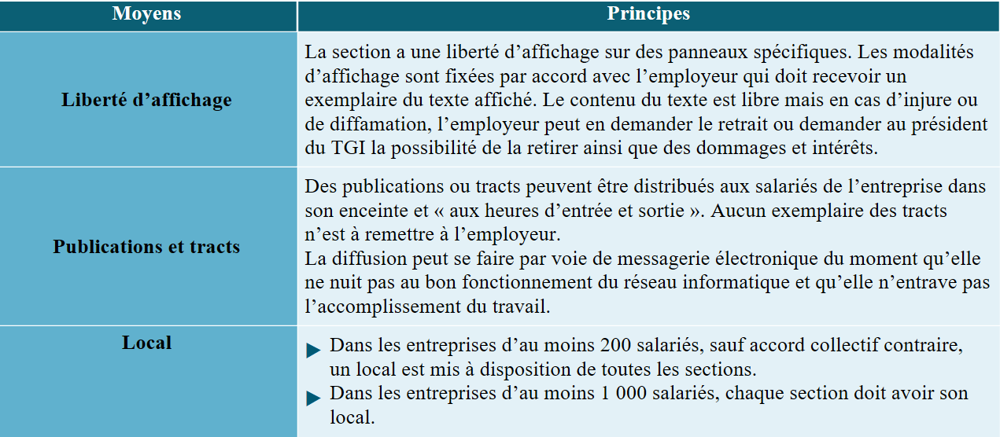 Moyens
Principes
Liberté d’affichage
La section a une liberté d’affichage sur des panneaux spécifiques. Les modalités
d’affichage sont fixées par accord avec l’employeur qui doit recevoir un
exemplaire du texte affiché. Le contenu du texte est libre mais en cas d’injure ou
de diffamation, l’employeur peut en demander le retrait ou demander au président
du TGI la possibilité de la retirer ainsi que des dommages et intérêts.
Publications et tracts
Des publications ou tracts peuvent être distribués aux salariés de l’entreprise dans
son enceinte et « aux heures d’entrée et sortie ». Aucun exemplaire des tracts
n’est à remettre à l’employeur.
La diffusion peut se faire par voie de messagerie électronique du moment qu’elle
ne nuit pas au bon fonctionnement du réseau informatique et qu’elle n’entrave pas
l’accomplissement du travail.
Local
► Dans les entreprises d’au moins 200 salariés, sauf accord collectif contraire,
un local est mis à disposition de toutes les sections.
► Dans les entreprises d’au moins 1 000 salariés, chaque section doit avoir son
local.